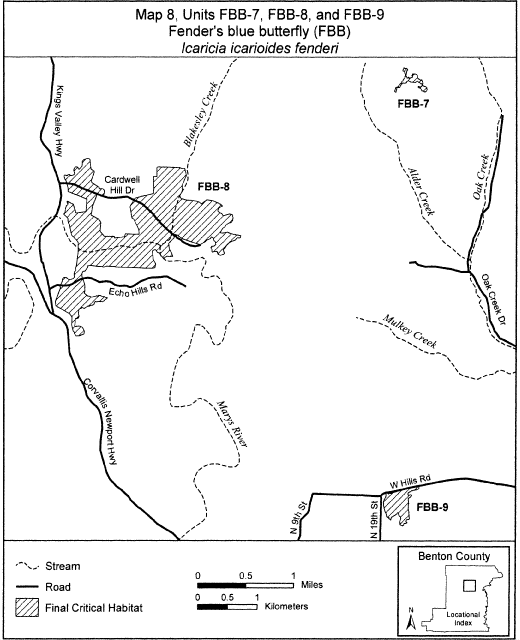 Map 8, Units FBB-7, FBB-8, and FBB-9
Fender's blue butterfly (FBB)
Icaricia icarioides fenderi
Kings Valley Hwy
Blakesley Creek
FBB-7
Cardwell
Hill Dr
FBB-8
Alder Creek
Oak Creek
Echo Hills Rd
Oak Creek Dr
Mulkey Creek
Corvallis Newport Hwy
Marys River
W Hills Rd
N 9th St
N 19th St
FBB-9
Stream
Road
Final Critical Habitat
0 0.5 1
Miles
0 0.5 1
Kilometers
Benton County
N
Locational
Index